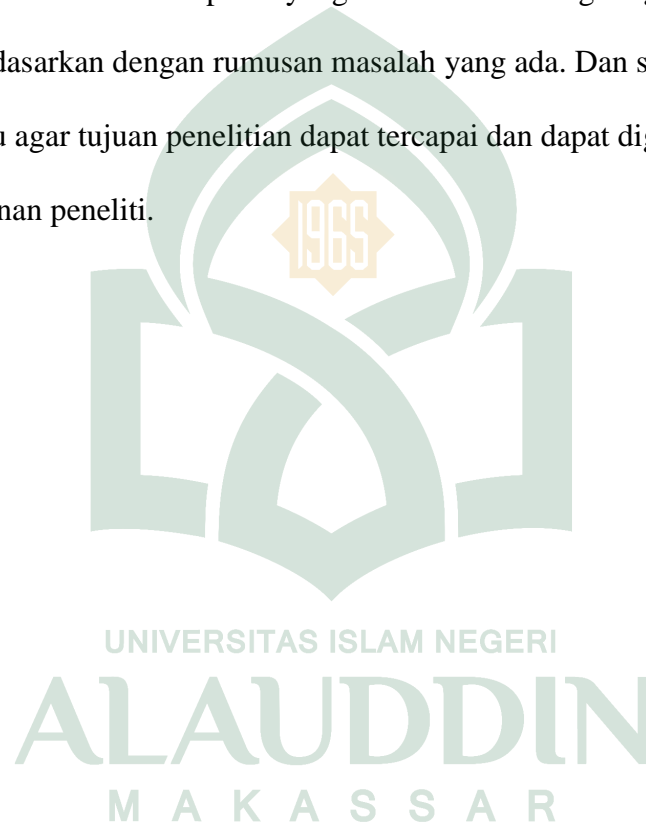 dasarkan dengan rumusan masalah yang ada. Dan s
u agar tujuan penelitian dapat tercapai dan dapat dig
nan peneliti.
1965
UNIVERSITAS ISLAM NEGERI
ALAUDDIN
MAKASSAR